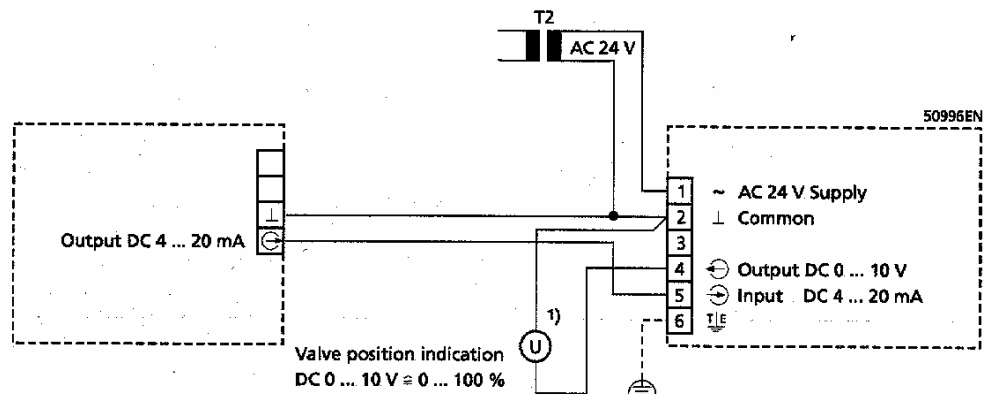 T2
AC 24 V
50996EN
1 ~ AC 24 V Supply
2 ⊥ Common
3
4 Output DC 0 ... 10 V
5 Input DC 4 ... 20 mA
6 T E
⊥
Output DC 4 ... 20 mA
1)
U
Valve position indication
DC 0 ... 10 V ≙ 0 ... 100 %